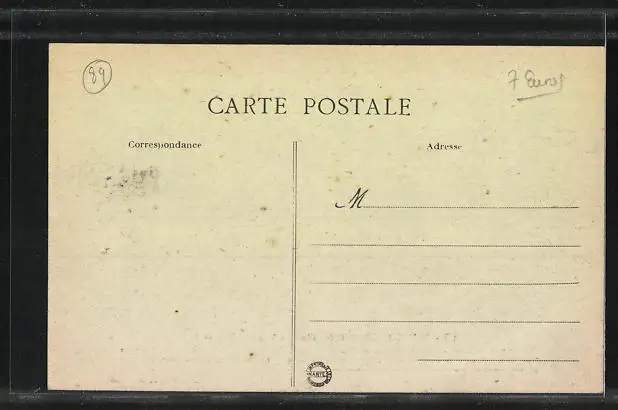 89
7 Euros
CARTE POSTALE
Correspondance
Adresse
M